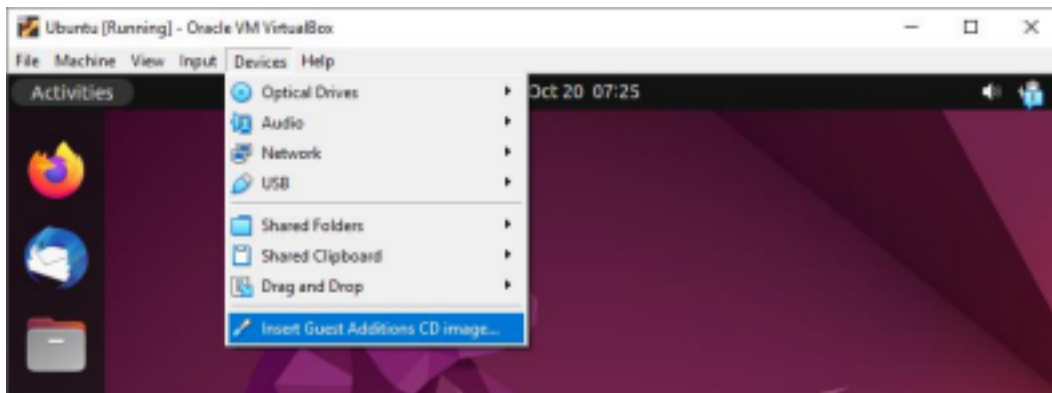 Ubuntu [Running] - Oracle VM VirtualBox
File Machine View Input Devices Help
Activities Oct 20 07:25
Optical Drives
Audio
Network
USB
Shared Folders
Shared Clipboard
Drag and Drop
Insert Guest Additions CD image...